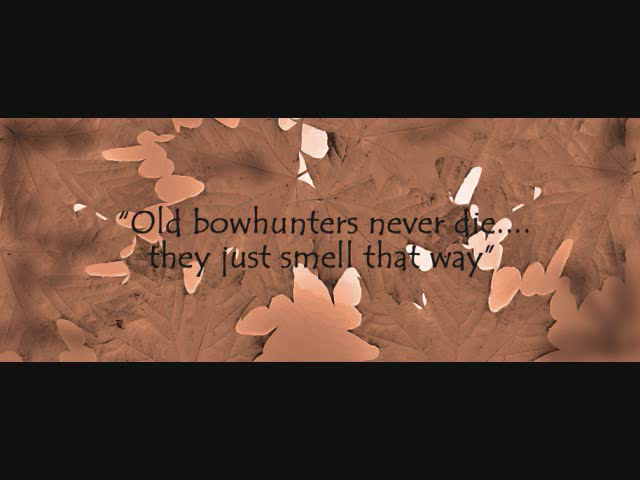 "Old bowhunters never die....
they just smell that way"